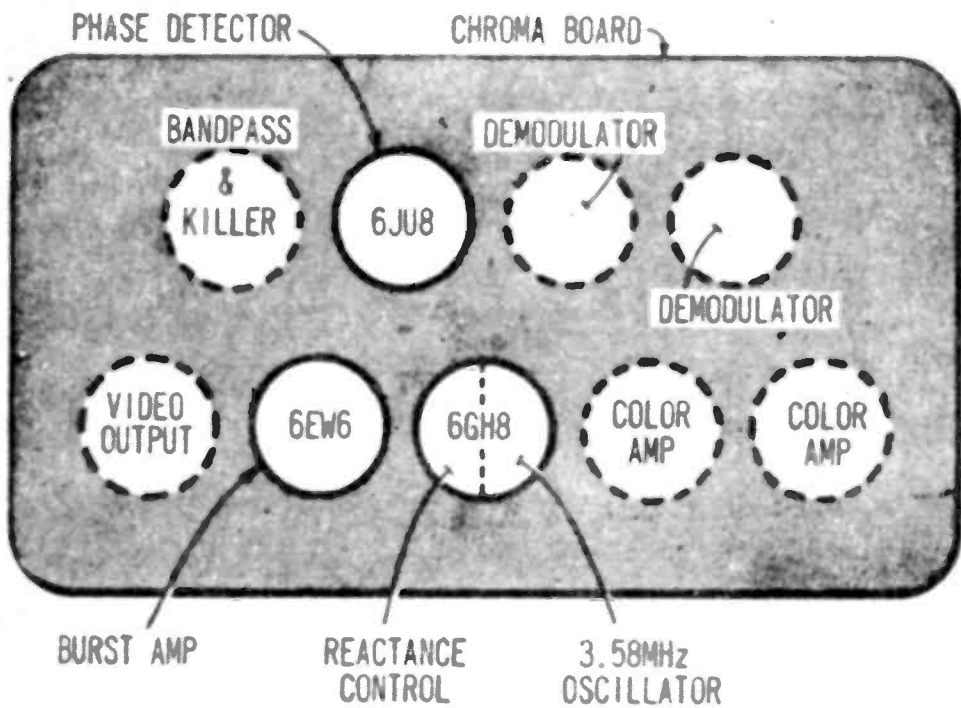 PHASE DETECTOR
CHROMA BOARD
BANDPASS
&
KILLER
6JU8
DEMODULATOR
DEMODULATOR
VIDEO
OUTPUT
6EW6
6GH8
COLOR
AMP
COLOR
AMP
BURST AMP
REACTANCE
CONTROL
3.58MHz
OSCILLATOR